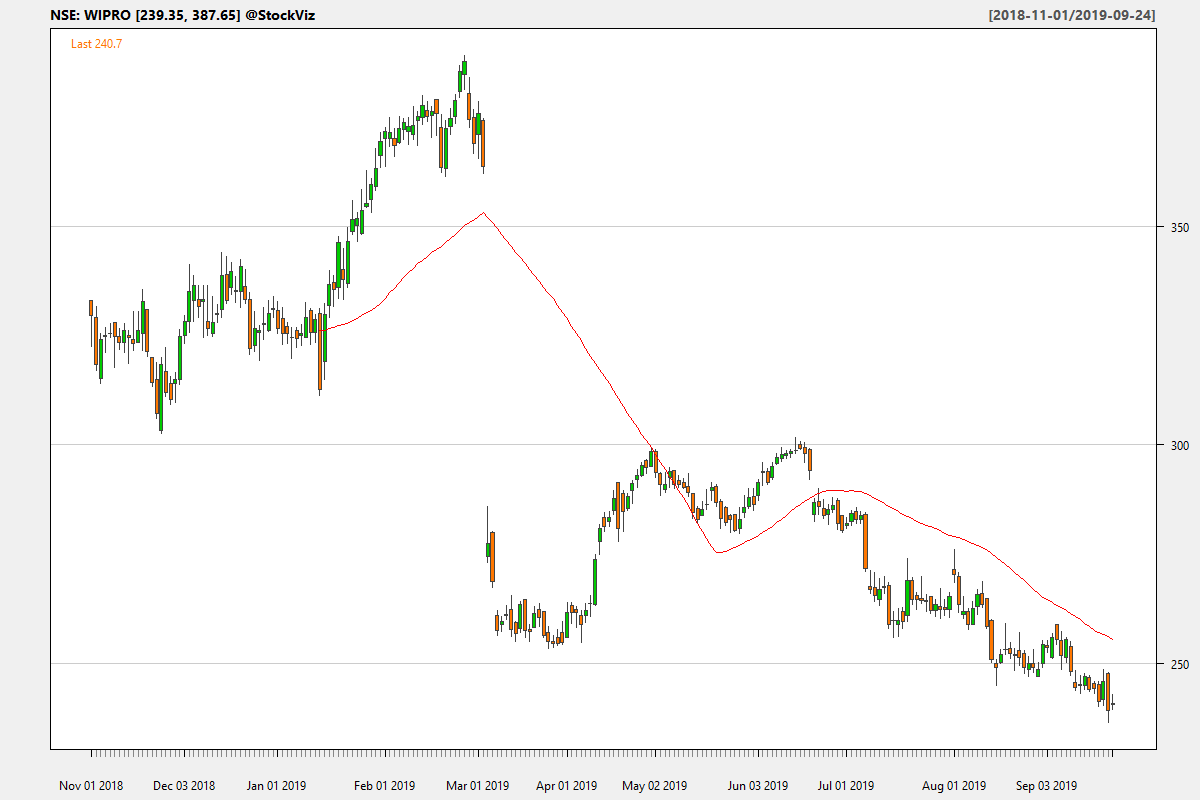 NSE: WIPRO [239.35, 387.65] @StockViz
[2018-11-01/2019-09-24]
Last 240.7
350
300
250
Nov 01 2018
Dec 03 2018
Jan 01 2019
Feb 01 2019
Mar 01 2019
Apr 01 2019
May 02 2019
Jun 03 2019
Jul 01 2019
Aug 01 2019
Sep 03 2019